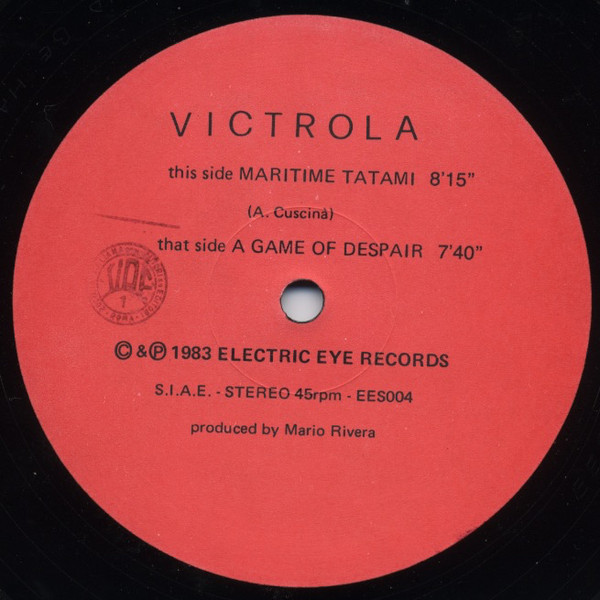 VICTROLA
this side MARITIME TATAMI 8'15"
(A. Cuscinà)
that side A GAME OF DESPAIR 7'40"
© & ℗ 1983 ELECTRIC EYE RECORDS
S.I.A.E. - STEREO 45rpm - EES004
produced by Mario Rivera